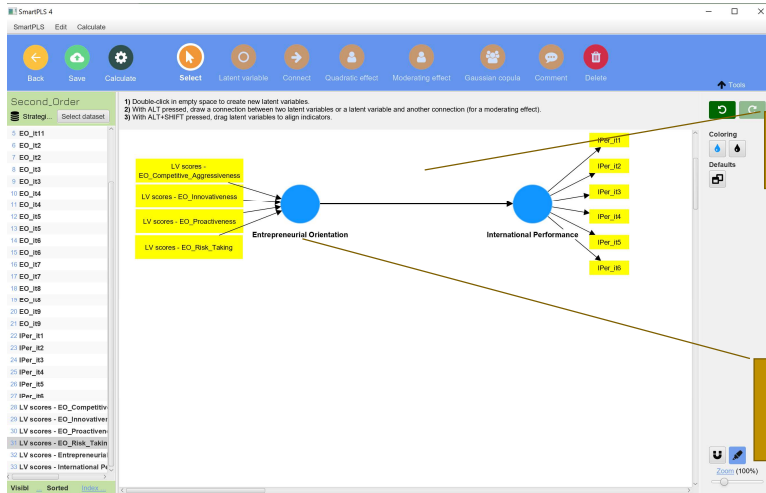 SmartPLS 4
SmartPLS Edit Calculate
Back Save Calculate Select Latent variable Connect Quadratic effect Moderating effect Gaussian copula Comment Delete
Tools
Second_Order
Strategi... Select dataset
1) Double-click in empty space to create new latent variables.
2) With ALT pressed, draw a connection between two latent variables or a latent variable and another connection (for a moderating effect).
3) With ALT+SHIFT pressed, drag latent variables to align indicators.
Coloring
Defaults
5 EO_It11
6 EO_It2
7 EO_It2
8 EO_It3
9 EO_It3
10 EO_It4
11 EO_It4
12 EO_It5
13 EO_It5
14 EO_It6
15 EO_It6
16 EO_It7
17 EO_It7
18 EO_It8
19 EO_It8
20 EO_It9
21 EO_It9
22 IPer_it1
23 IPer_it2
24 IPer_it3
25 IPer_it4
26 IPer_it5
27 IPer_it6
28 LV scores - EO_Competitiv
29 LV scores - EO_Innovativer
30 LV scores - EO_Proactiven
31 LV scores - EO_Risk_Takin
32 LV scores - Entrepreneurial
33 LV scores - International Pe
Visibl ... Sorted Index...
LV scores -
EO_Competitive_Aggressiveness
LV scores - EO_Innovativeness
LV scores - EO_Proactiveness
LV scores - EO_Risk_Taking
Entrepreneurial Orientation
International Performance
IPer_it1
IPer_it2
IPer_it3
IPer_it4
IPer_it5
IPer_it6
Zoom (100%)